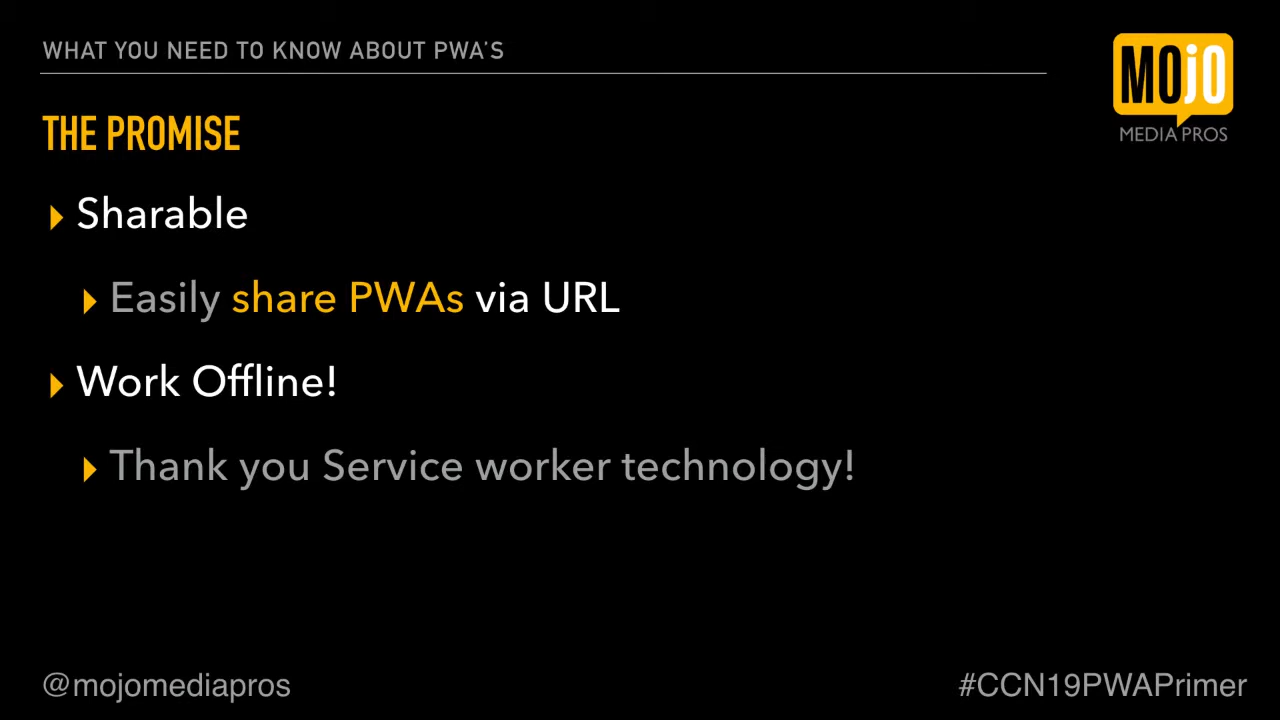 WHAT YOU NEED TO KNOW ABOUT PWA'S
MOjO
MEDIA PROS
THE PROMISE
Sharable
Easily share PWAs via URL
Work Offline!
Thank you Service worker technology!
@mojomediapros
#CCN19PWAPrimer